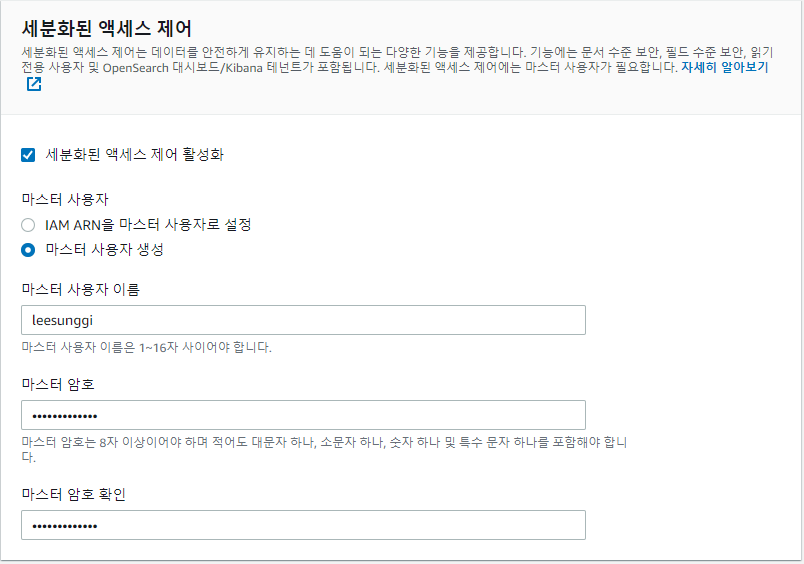 세분화된 액세스 제어
세분화된 액세스 제어는 데이터를 안전하게 유지하는 데 도움이 되는 다양한 기능을 제공합니다. 기능에는 문서 수준 보안, 필드 수준 보안, 읽기
전용 사용자 및 OpenSearch 대시보드/Kibana 테넌트가 포함됩니다. 세분화된 액세스 제어에는 마스터 사용자가 필요합니다. 자세히 알아보기
세분화된 액세스 제어 활성화
마스터 사용자
IAM ARN을 마스터 사용자로 설정
마스터 사용자 생성
마스터 사용자 이름
leesunggi
마스터 사용자 이름은 1~16자 사이어야 합니다.
마스터 암호
•••••••••••••
마스터 암호는 8자 이상이어야 하며 적어도 대문자 하나, 소문자 하나, 숫자 하나 및 특수 문자 하나를 포함해야 합니
다.
마스터 암호 확인
•••••••••••••